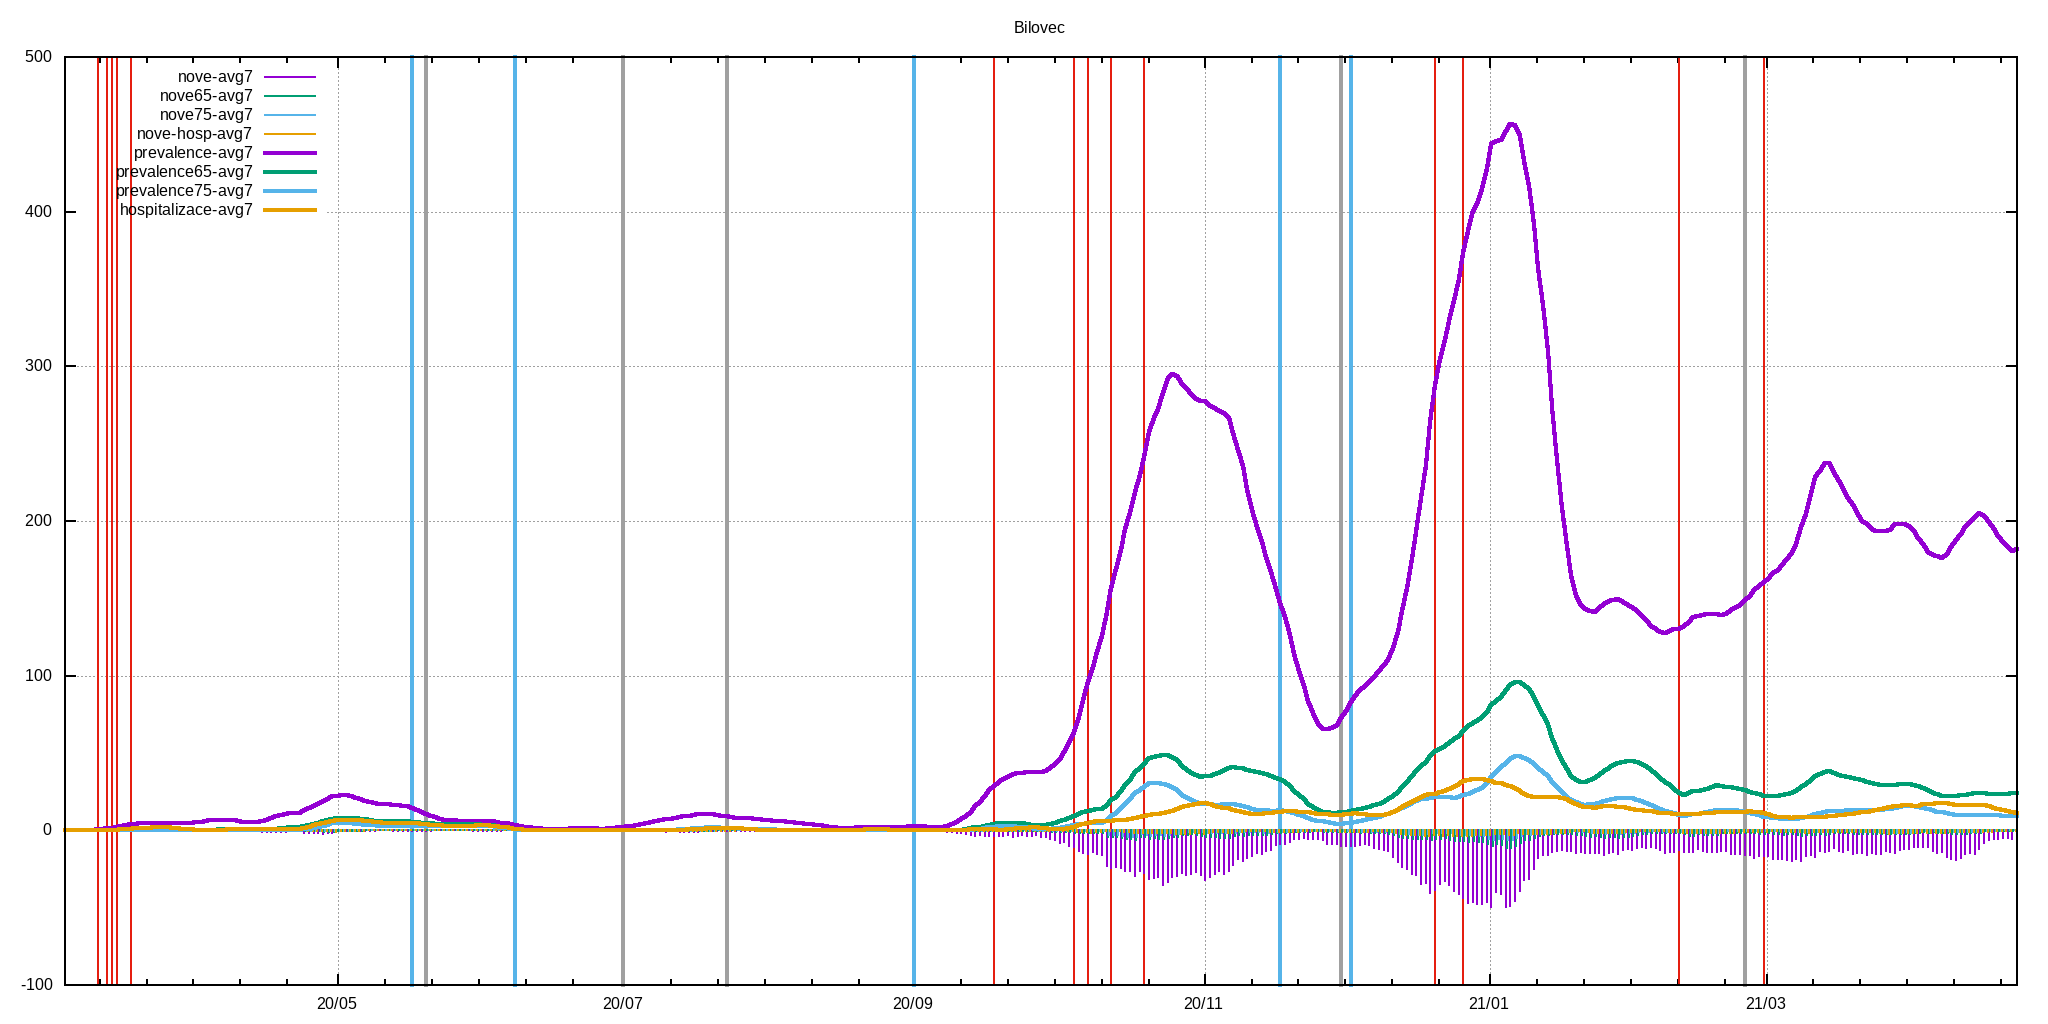 Bilovec
500
nove-avg7
nove65-avg7
nove75-avg7
nove-hosp-avg7
prevalence-avg7
prevalence65-avg7
prevalence75-avg7
hospitalizace-avg7
400
300
200
100
0
-100
20/05 20/07 20/09 20/11 21/01 21/03